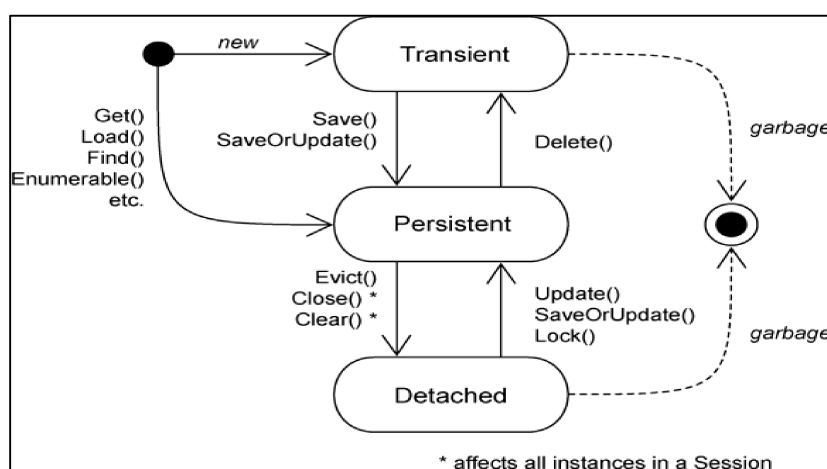 new
Transient
Get()
Load()
Find()
Enumerable()
etc.
Save()
SaveOrUpdate()
Delete()
garbage
Persistent
Evict()
Close() *
Clear() *
Update()
SaveOrUpdate()
Lock()
garbage
Detached
* affects all instances in a Session